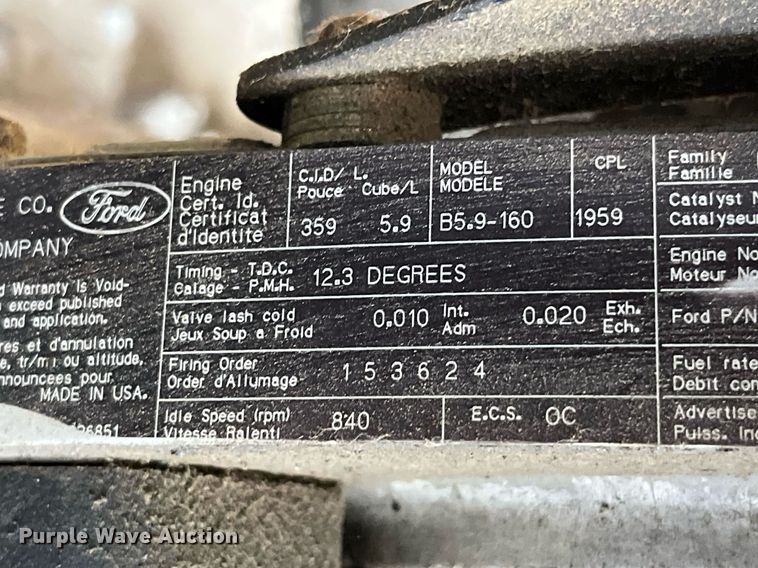 E CO. Ford
OMPANY
d Warranty Is Void-
exceed published
and application.
res et d'annulation
e, tr/mi ou altitude,
nnoncees pour
MADE IN USA.
26851
Engine
Cert. Id.
Certificat
d'Identite
C.I.D/ L.
Pouce Cube/L
359 5.9
MODEL
MODELE
B5.9-160
CPL
1959
Family
Famille
Catalyst N
Catalyseu
Timing - T.D.C.
Calage - P.M.H. 12.3 DEGREES
Engine No
Moteur No
Valve lash cold
Jeux Soup a Froid
0.010 Int.
Adm
0.020 Exh.
Ech.
Ford P/N
Firing Order
Order d'Allumage
1 5 3 6 2 4
Fuel rate
Debit con
Idle Speed (rpm)
Vitesse Ralenti
840
E.C.S. OC
Advertise
Puiss. Ind
Purple Wave Auction